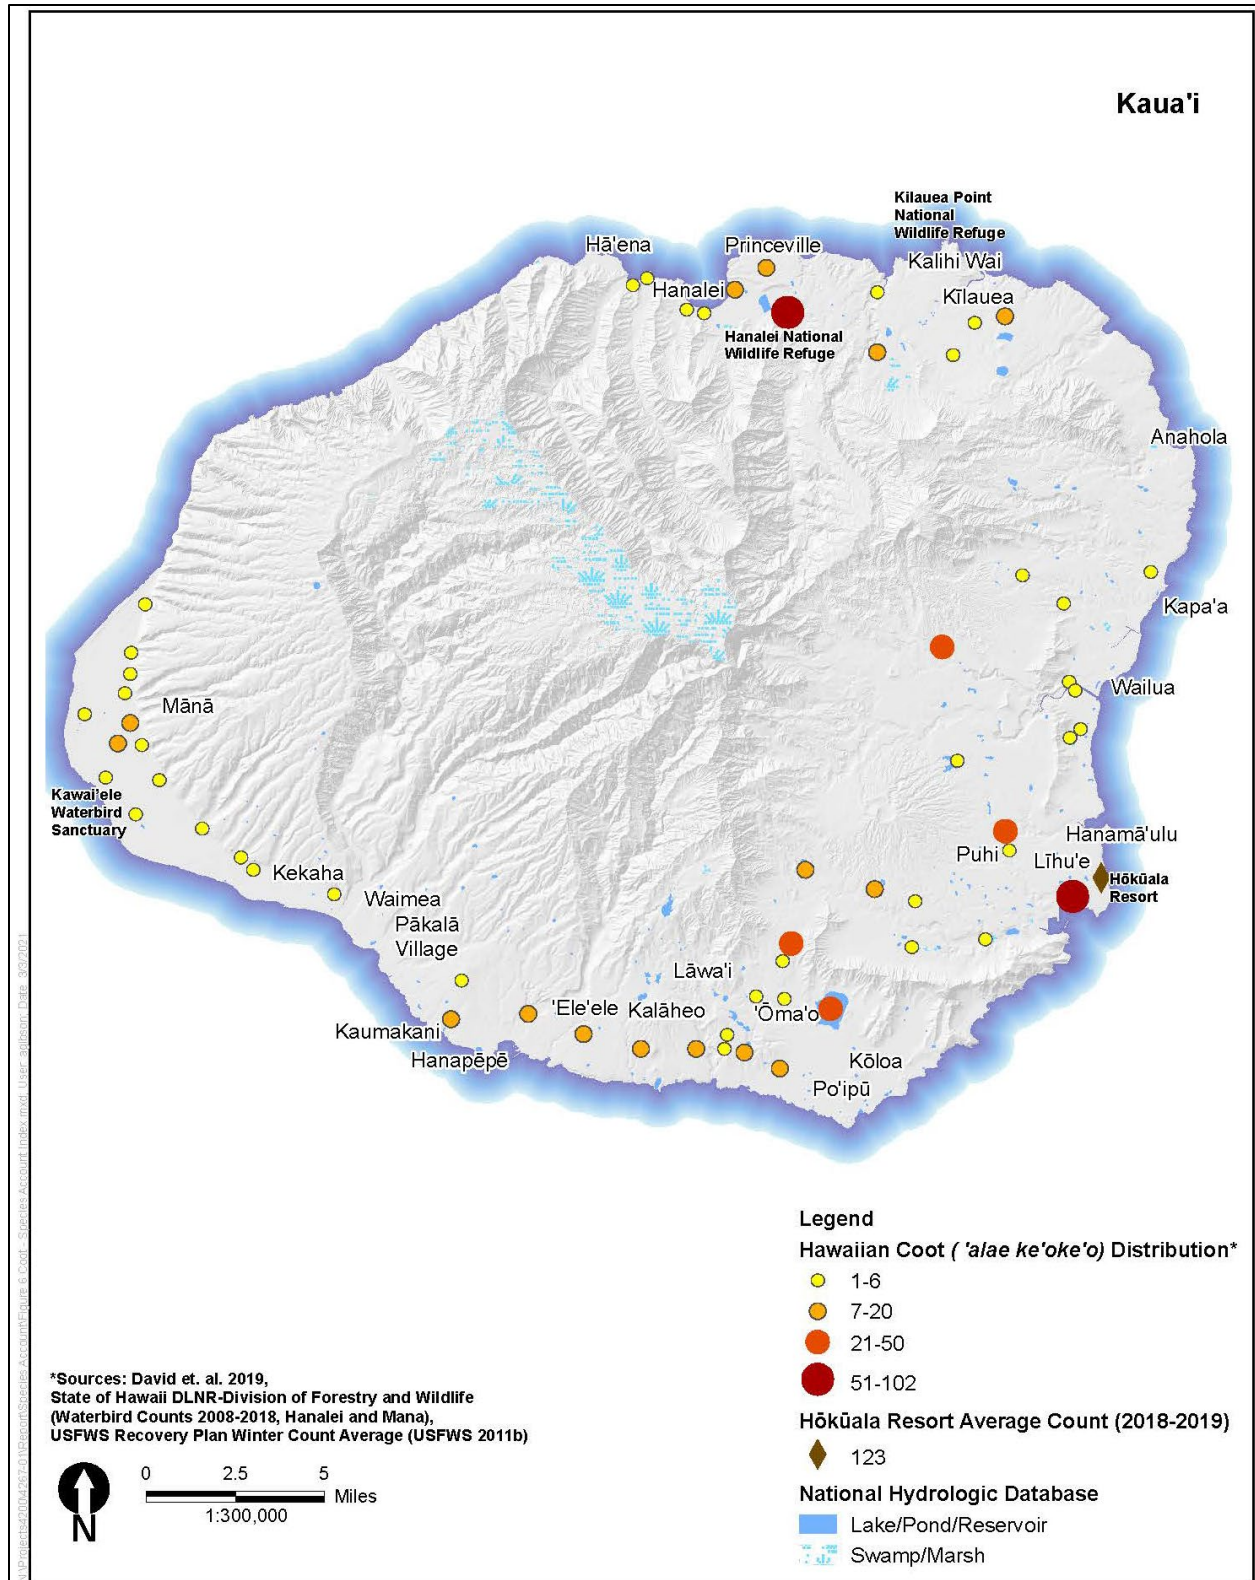 Kaua'i
Kilauea Point
National
Wildlife Refuge
Hā'ena
Princeville
Kalihi Wai
Hanalei
Kīlauea
Hanalei National
Wildlife Refuge
Anahola
Kapa'a
Wailua
Mānā
Kawai'ele
Waterbird
Sanctuary
Hanamā'ulu
Puhi
Līhu'e
Kekaha
Hōkūala
Resort
Waimea
Pākalā
Village
Lāwa'i
'Ele'ele
Kalāheo
'Ōma'o
Kaumakani
Hanapēpē
Kōloa
Po'ipū
Legend
Hawaiian Coot ( 'alae ke'oke'o) Distribution*
1-6
7-20
21-50
51-102
Hōkūala Resort Average Count (2018-2019)
123
National Hydrologic Database
Lake/Pond/Reservoir
Swamp/Marsh
*Sources: David et. al. 2019,
State of Hawaii DLNR-Division of Forestry and Wildlife
(Waterbird Counts 2008-2018, Hanalei and Mana),
USFWS Recovery Plan Winter Count Average (USFWS 2011b)
N
0 2.5 5
Miles
1:300,000